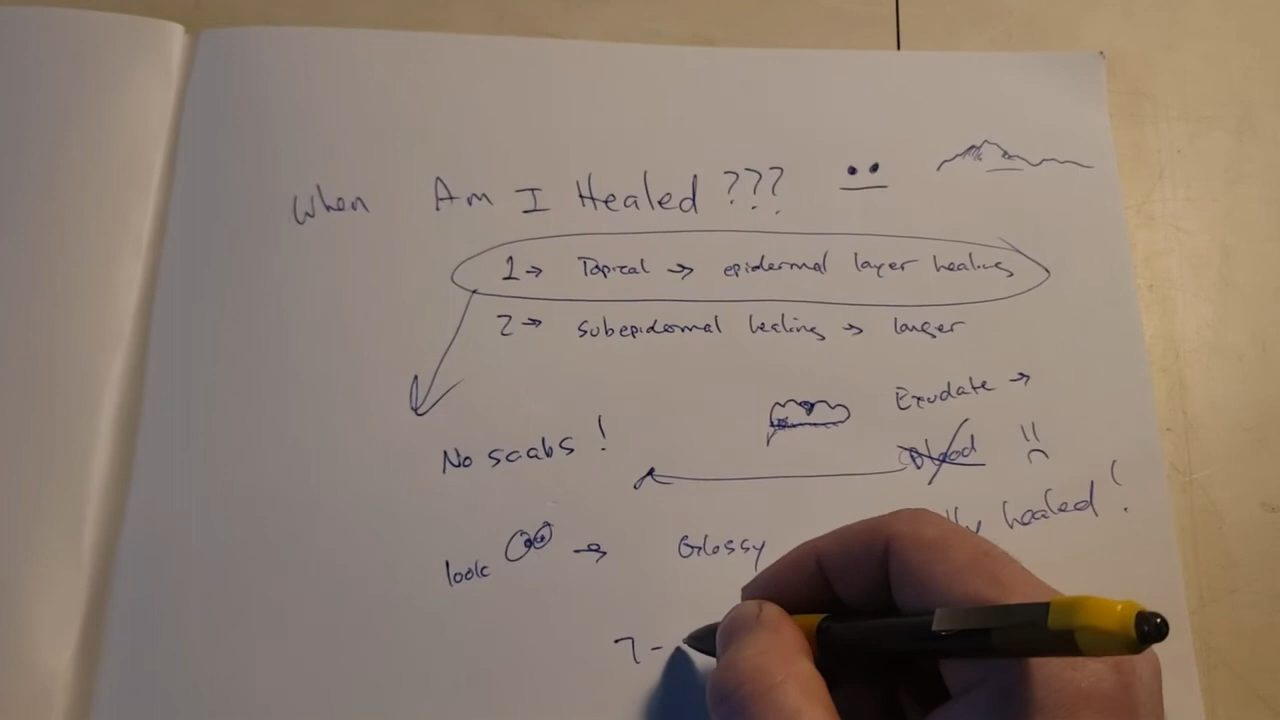 When Am I Healed ???
1→ Topical → epidermal layer healing
2→ subepidermal healing → longer
Exudate →
No scabs !
Blood
healed !
look → Glossy
7-